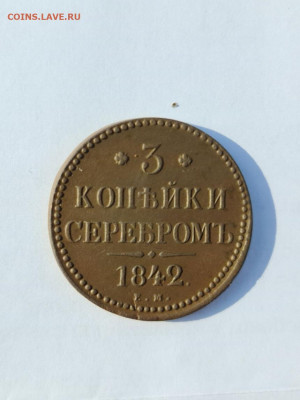 COINS.LAVE.RU
3
КОПѢЙКИ
СЕРЕБРОМЪ
1842.
Е.М.